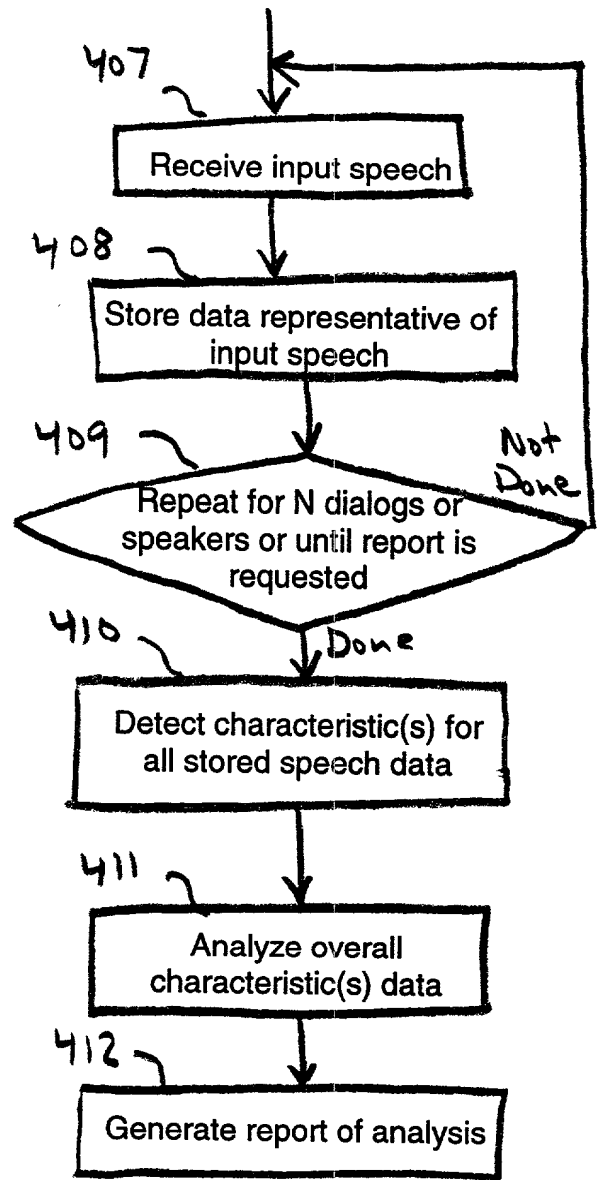 407
Receive input speech
408
Store data representative of
input speech
409
Not
Done
Repeat for N dialogs or
speakers or until report is
requested
410
Done
Detect characteristic(s) for
all stored speech data
411
Analyze overall
characteristic(s) data
412
Generate report of analysis